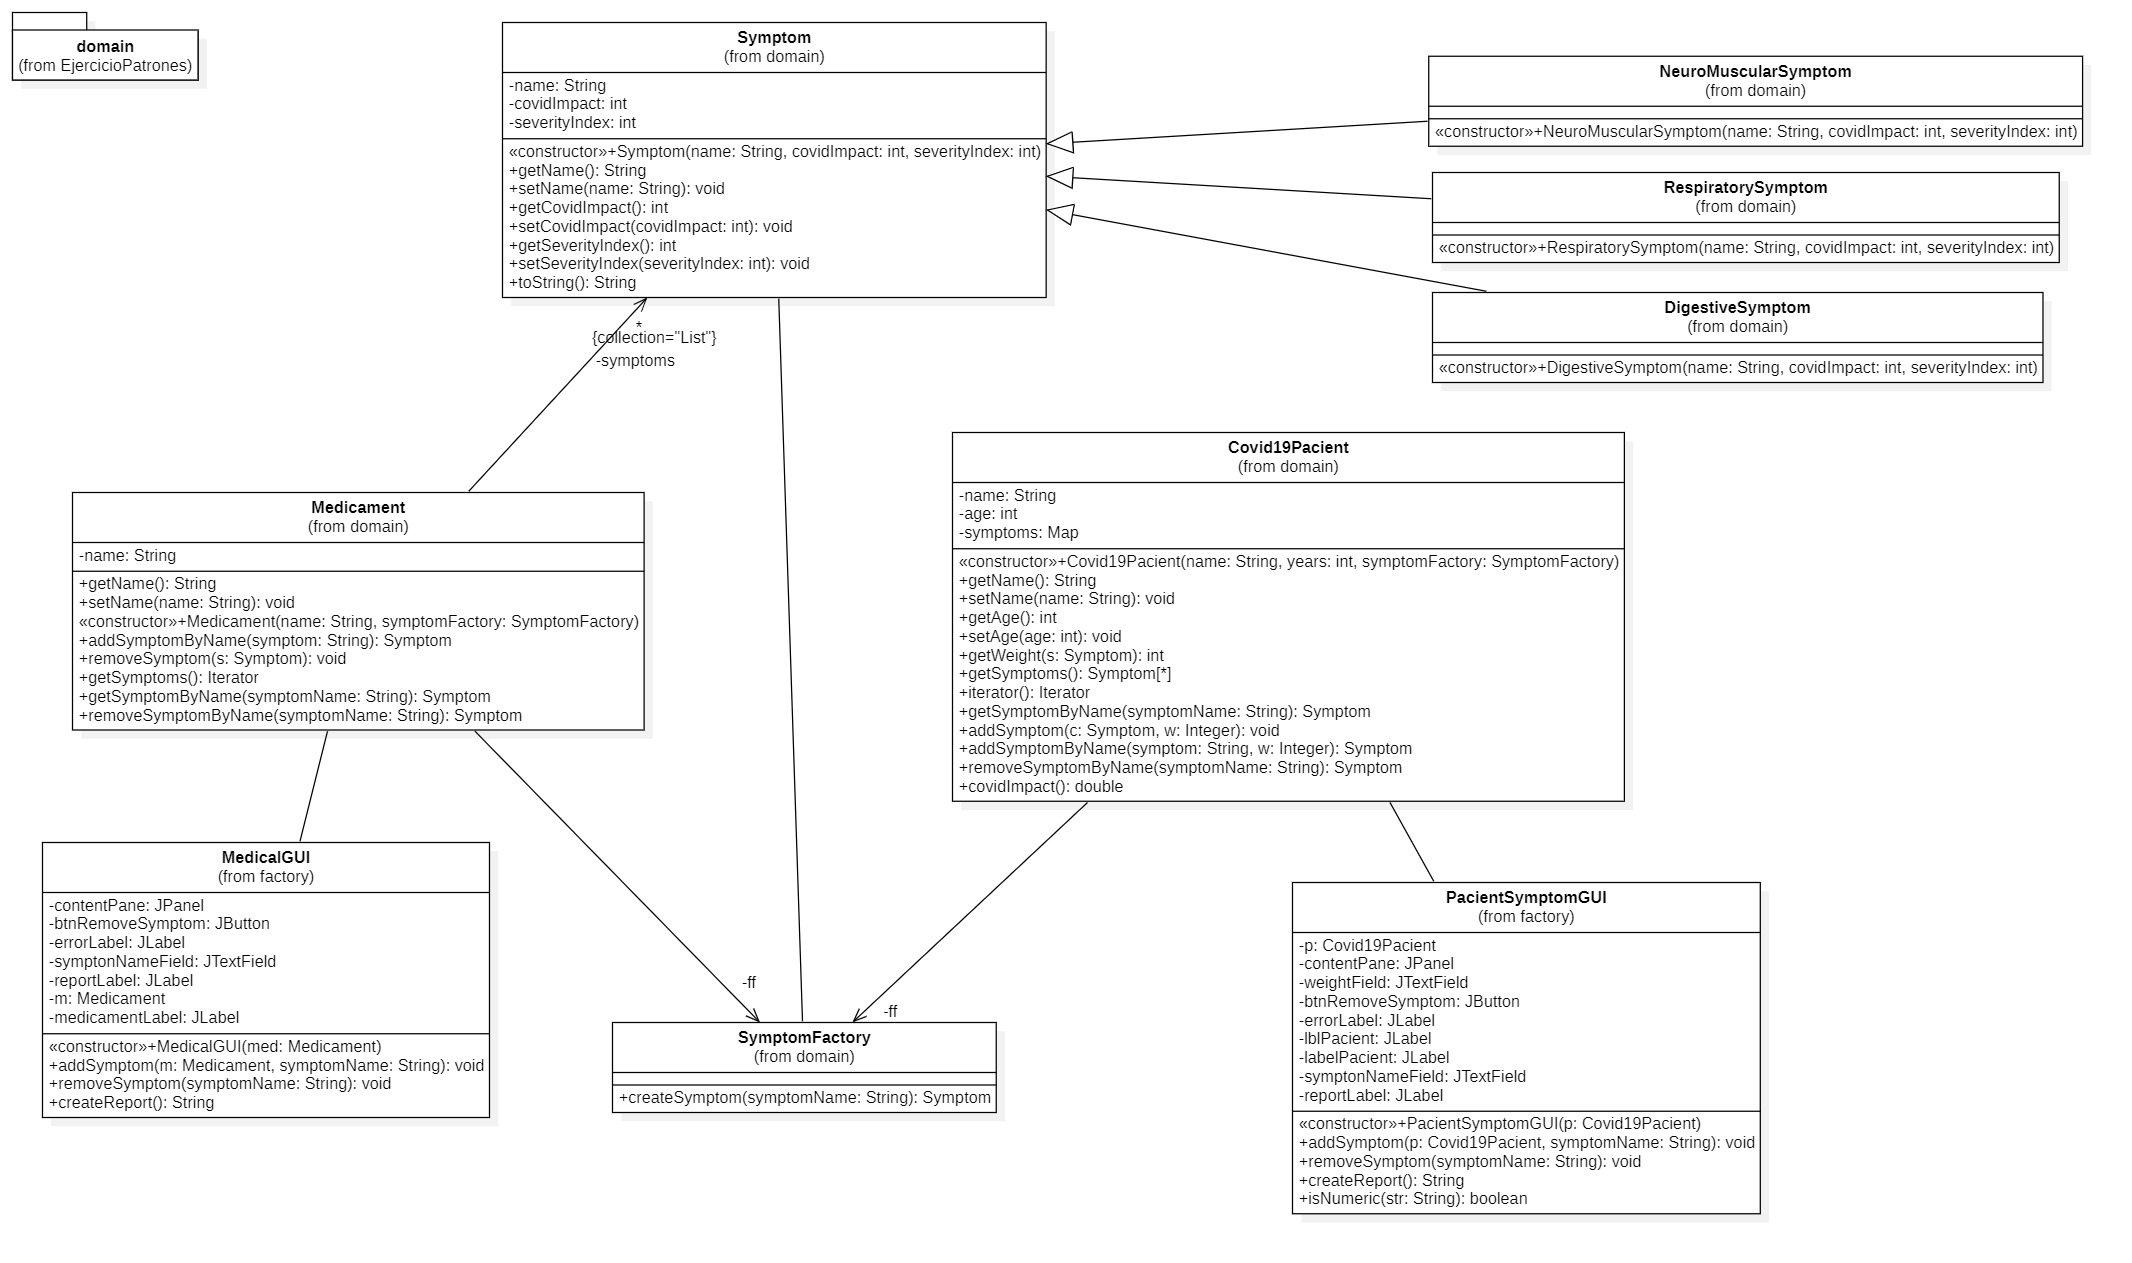 domain
(from EjercicioPatrones)
Symptom
(from domain)
-name: String
-covidImpact: int
-severityIndex: int
«constructor»+Symptom(name: String, covidImpact: int, severityIndex: int)
+getName(): String
+setName(name: String): void
+getCovidImpact(): int
+setCovidImpact(covidImpact: int): void
+getSeverityIndex(): int
+setSeverityIndex(severityIndex: int): void
+toString(): String
NeuroMuscularSymptom
(from domain)
«constructor»+NeuroMuscularSymptom(name: String, covidImpact: int, severityIndex: int)
RespiratorySymptom
(from domain)
«constructor»+RespiratorySymptom(name: String, covidImpact: int, severityIndex: int)
DigestiveSymptom
(from domain)
«constructor»+DigestiveSymptom(name: String, covidImpact: int, severityIndex: int)
*
{collection="List"}
-symptoms
Medicament
(from domain)
-name: String
+getName(): String
+setName(name: String): void
«constructor»+Medicament(name: String, symptomFactory: SymptomFactory)
+addSymptomByName(symptom: String): Symptom
+removeSymptom(s: Symptom): void
+getSymptoms(): Iterator
+getSymptomByName(symptomName: String): Symptom
+removeSymptomByName(symptomName: String): Symptom
Covid19Pacient
(from domain)
-name: String
-age: int
-symptoms: Map
«constructor»+Covid19Pacient(name: String, years: int, symptomFactory: SymptomFactory)
+getName(): String
+setName(name: String): void
+getAge(): int
+setAge(age: int): void
+getWeight(s: Symptom): int
+getSymptoms(): Symptom[*]
+iterator(): Iterator
+getSymptomByName(symptomName: String): Symptom
+addSymptom(c: Symptom, w: Integer): void
+addSymptomByName(symptom: String, w: Integer): Symptom
+removeSymptomByName(symptomName: String): Symptom
+covidImpact(): double
MedicalGUI
(from factory)
-contentPane: JPanel
-btnRemoveSymptom: JButton
-errorLabel: JLabel
-symptonNameField: JTextField
-reportLabel: JLabel
-m: Medicament
-medicamentLabel: JLabel
«constructor»+MedicalGUI(med: Medicament)
+addSymptom(m: Medicament, symptomName: String): void
+removeSymptom(symptomName: String): void
+createReport(): String
-ff
-ff
SymptomFactory
(from domain)
+createSymptom(symptomName: String): Symptom
PacientSymptomGUI
(from factory)
-p: Covid19Pacient
-contentPane: JPanel
-weightField: JTextField
-btnRemoveSymptom: JButton
-errorLabel: JLabel
-lblPacient: JLabel
-labelPacient: JLabel
-symptonNameField: JTextField
-reportLabel: JLabel
«constructor»+PacientSymptomGUI(p: Covid19Pacient)
+addSymptom(p: Covid19Pacient, symptomName: String): void
+removeSymptom(symptomName: String): void
+createReport(): String
+isNumeric(str: String): boolean